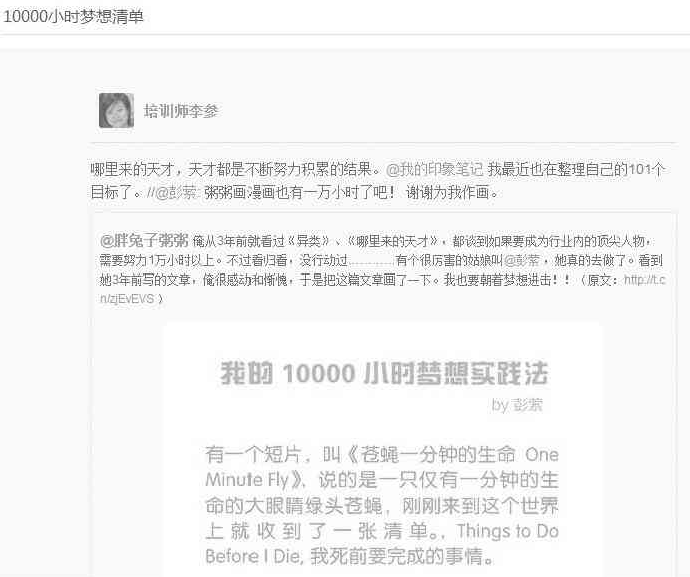 10000小时梦想清单
培训师李参
哪里来的天才，天才都是不断努力积累的结果。@我的印象笔记 我最近也在整理自己的101个
目标了。//@彭萦: 粥粥画漫画也有一万小时了吧！ 谢谢为我作画。
@胖兔子粥粥 俺从3年前就看过《异类》、《哪里来的天才》，都谈到如果要成为行业内的顶尖人物，
需要努力1万小时以上。不过看归看，没行动过…………有个很厉害的姑娘叫@彭萦 ，她真的去做了。看到
她3年前写的文章，俺很感动和惭愧，于是把这篇文章画了一下。我也要朝着梦想进击！！（原文：http://t.c
n/zjEvEVS ）
我的 10000 小时梦想实践法
by 彭萦
有一个短片，叫《苍蝇一分钟的生命 One
Minute Fly》，说的是一只仅有一分钟的生
命的大眼睛绿头苍蝇，刚刚来到这个世界
上就收到了一张清单。，Things to Do
Before I Die, 我死前要完成的事情。